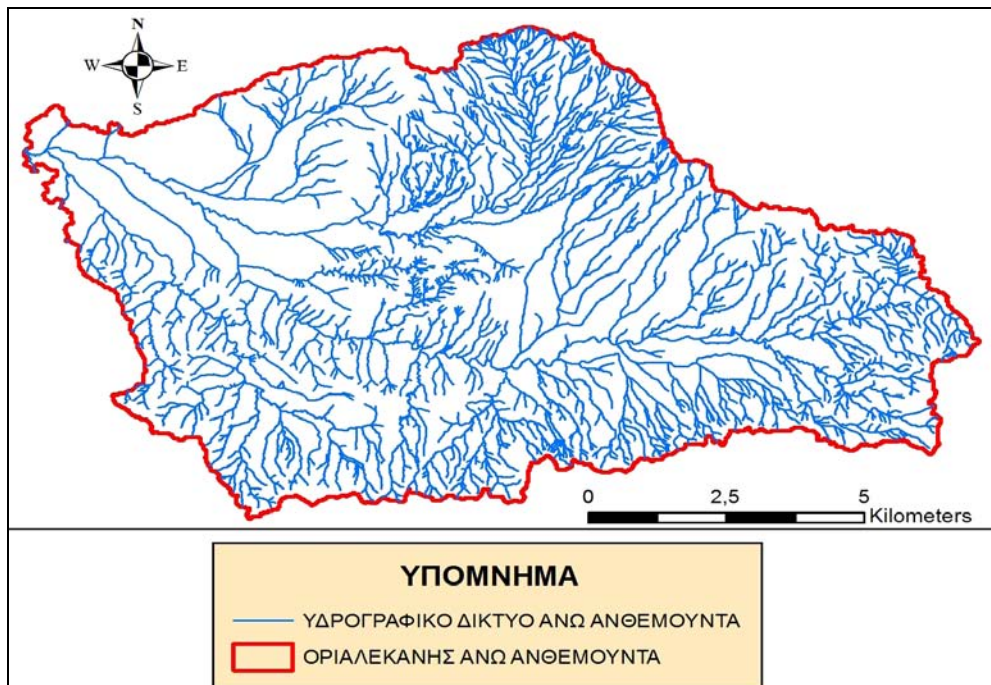 N
W E
S
0 2,5 5
Kilometers
ΥΠΟΜΝΗΜΑ
ΥΔΡΟΓΡΑΦΙΚΟ ΔΙΚΤΥΟ ΑΝΩ ΑΝΘΕΜΟΥΝΤΑ
ΟΡΙΑΛΕΚΑΝΗΣ ΑΝΩ ΑΝΘΕΜΟΥΝΤΑ